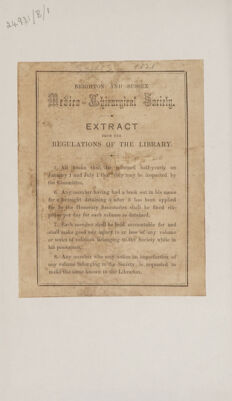 24931/B/1
BRIGHTON AND SUSSEX
Medico-Chirurgical Society.
EXTRACT
FROM THE
REGULATIONS OF THE LIBRARY.
5. All books shall be returned half-yearly on
January 1 and July 1 that they may be inspected by
the Committee.
6. Any member having had a book out in his name
for a fortnight detaining it after it has been applied
for by the Honorary Secretaries shall be fined
per day for each volume so detained.
7. Each member shall be held accountable for and
shall make good any injury to or loss of any volume
or series of volumes belonging to the Society while in
his possession.
8. Any member who may notice an imperfection of
any volume belonging to the Society is requested to
make the same known to the Librarian.